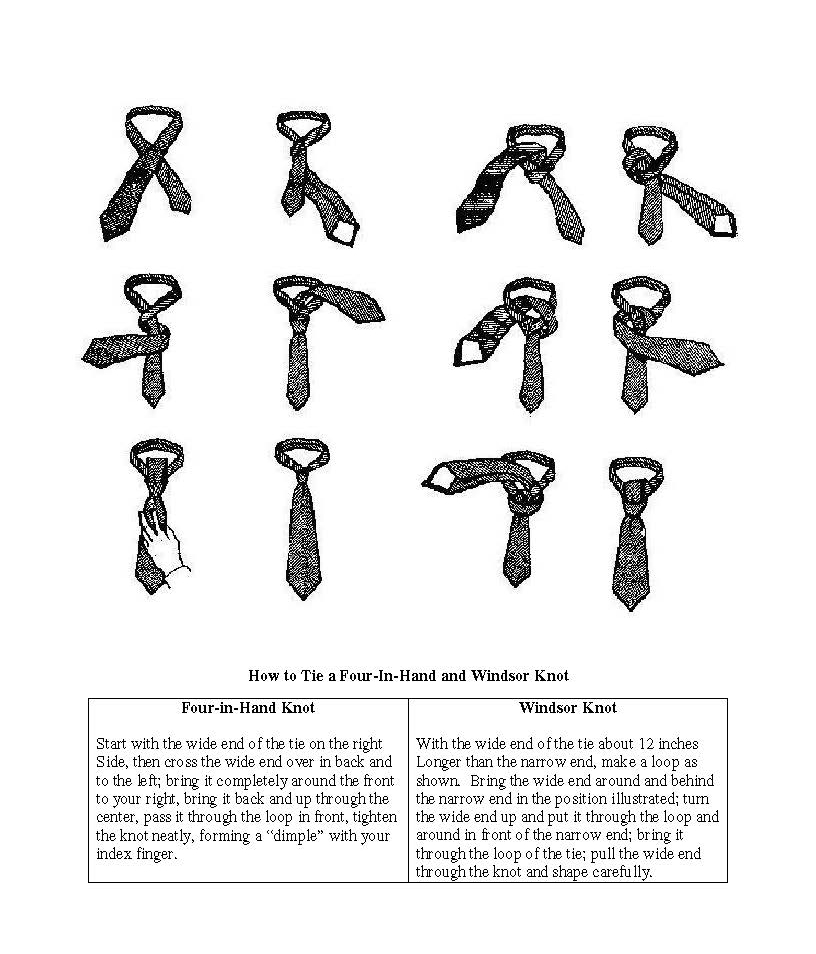 How to Tie a Four-In-Hand and Windsor Knot
Four-in-Hand Knot
Start with the wide end of the tie on the right
Side, then cross the wide end over in back and
to the left; bring it completely around the front
to your right, bring it back and up through the
center, pass it through the loop in front, tighten
the knot neatly, forming a “dimple” with your
index finger.
Windsor Knot
With the wide end of the tie about 12 inches
Longer than the narrow end, make a loop as
shown. Bring the wide end around and behind
the narrow end in the position illustrated; turn
the wide end up and put it through the loop and
around in front of the narrow end; bring it
through the loop of the tie; pull the wide end
through the knot and shape carefully.